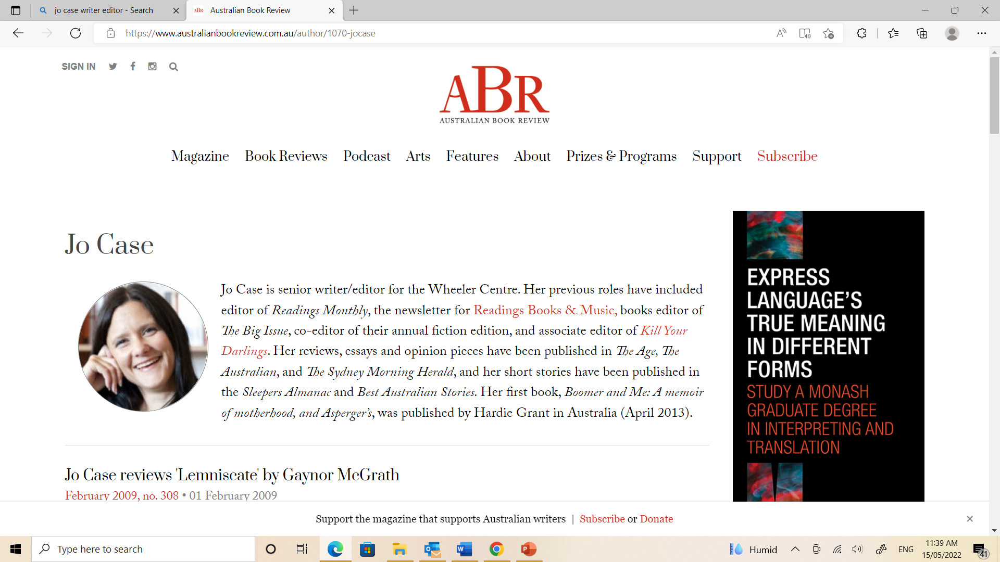 jo case writer editor - Search
Australian Book Review
https://www.australianbookreview.com.au/author/1070-jocase
SIGN IN
ABR
AUSTRALIAN BOOK REVIEW
Magazine Book Reviews Podcast Arts Features About Prizes & Programs Support Subscribe
Jo Case
Jo Case is senior writer/editor for the Wheeler Centre. Her previous roles have included
editor of Readings Monthly, the newsletter for Readings Books & Music, books editor of
The Big Issue, co-editor of their annual fiction edition, and associate editor of Kill Your
Darlings. Her reviews, essays and opinion pieces have been published in The Age, The
Australian, and The Sydney Morning Herald, and her short stories have been published in
the Sleepers Almanac and Best Australian Stories. Her first book, Boomer and Me: A memoir
of motherhood, and Asperger’s, was published by Hardie Grant in Australia (April 2013).
EXPRESS
LANGUAGE’S
TRUE MEANING
IN DIFFERENT
FORMS
STUDY A MONASH
GRADUATE DEGREE
IN INTERPRETING AND
TRANSLATION
Jo Case reviews 'Lemniscate' by Gaynor McGrath
February 2009, no. 308 • 01 February 2009
Support the magazine that supports Australian writers | Subscribe or Donate
Type here to search
Humid
ENG
11:39 AM
15/05/2022
41